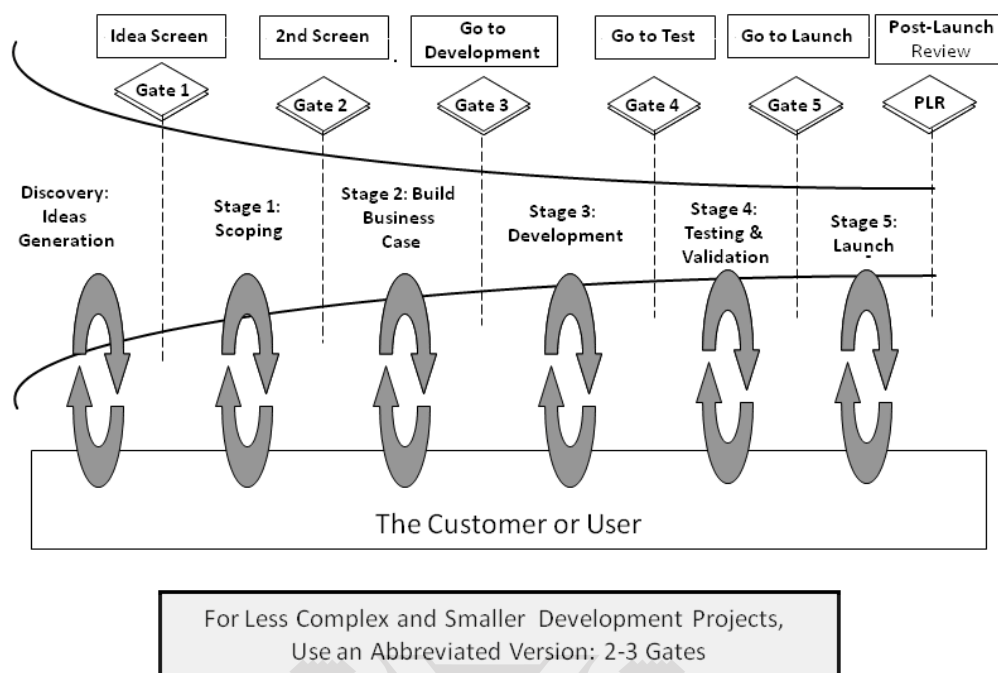 Idea Screen
2nd Screen
Go to
Development
Go to Test
Go to Launch
Post-Launch
Review
Gate 1
Gate 2
Gate 3
Gate 4
Gate 5
PLR
Discovery:
Ideas
Generation
Stage 1:
Scoping
Stage 2: Build
Business
Case
Stage 3:
Development
Stage 4:
Testing &
Validation
Stage 5:
Launch
The Customer or User
For Less Complex and Smaller Development Projects,
Use an Abbreviated Version: 2-3 Gates